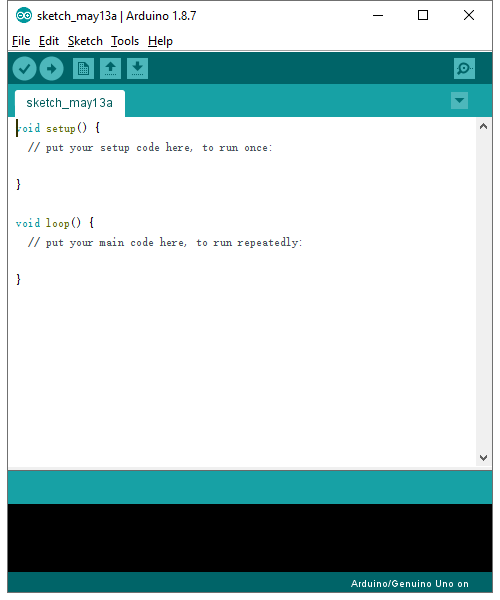 sketch_may13a | Arduino 1.8.7
File Edit Sketch Tools Help
sketch_may13a
void setup() {
  // put your setup code here, to run once:
}
void loop() {
  // put your main code here, to run repeatedly:
}
Arduino/Genuino Uno on